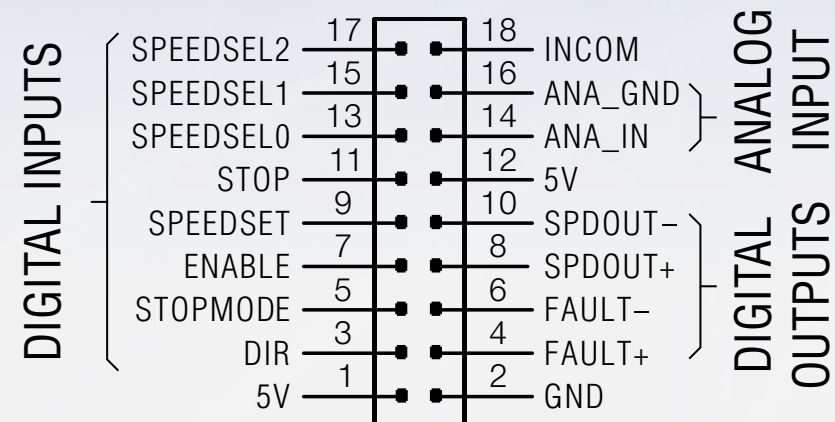 DIGITAL INPUTS
SPEEDSEL2 17 18 INCOM
SPEEDSEL1 15 16 ANA_GND
SPEEDSEL0 13 14 ANA_IN
STOP 11 12 5V
SPEEDSET 9 10 SPDOUT−
ENABLE 7 8 SPDOUT+
STOPMODE 5 6 FAULT−
DIR 3 4 FAULT+
5V 1 2 GND
ANALOG
INPUT
DIGITAL
OUTPUTS